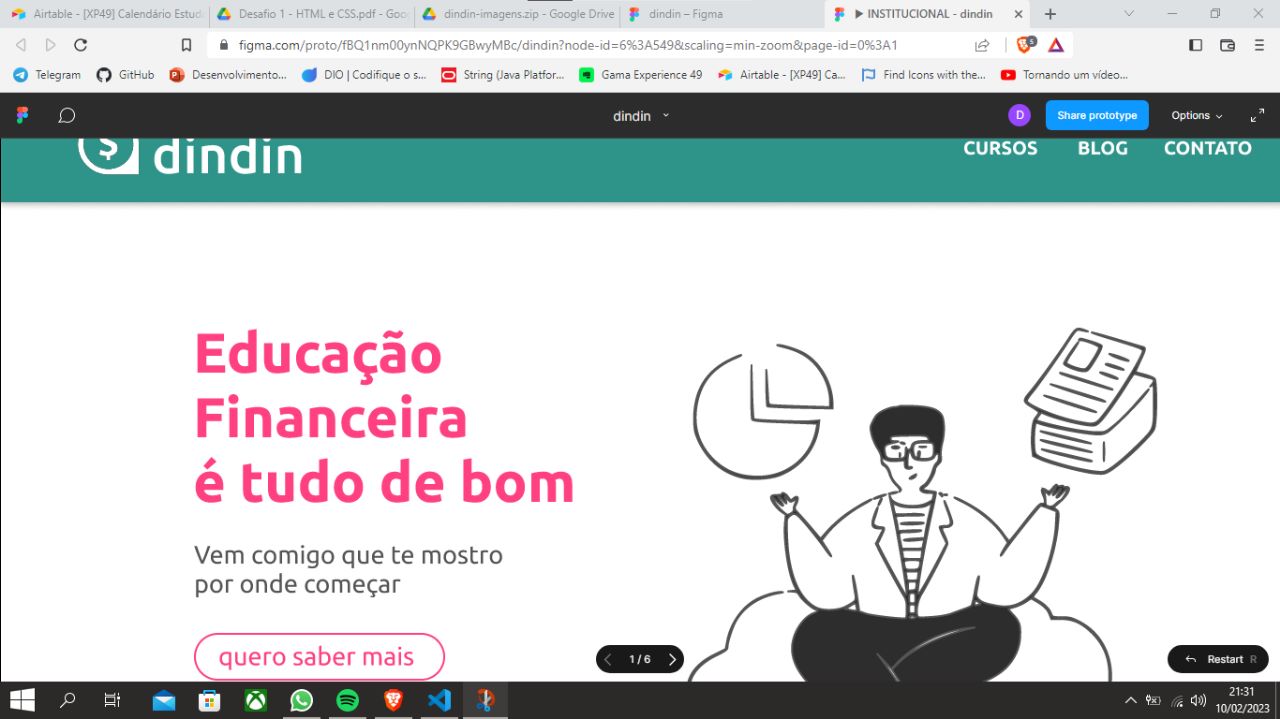 Airtable - [XP49] Calendário Estud
Desafio 1 - HTML e CSS.pdf - Goo
dindin-imagens.zip - Google Drive
dindin – Figma
▶ INSTITUCIONAL - dindin
figma.com/proto/fBQ1nm00ynNQPK9GBwyMBc/dindin?node-id=6%3A549&scaling=min-zoom&page-id=0%3A1
5
Telegram
GitHub
Desenvolvimento...
DIO | Codifique o s...
String (Java Platfor...
Gama Experience 49
Airtable - [XP49] Ca...
Find Icons with the...
Tornando um vídeo...
dindin
D
Share prototype
Options
$
dindin
CURSOS
BLOG
CONTATO
Educação
Financeira
é tudo de bom
Vem comigo que te mostro
por onde começar
quero saber mais
1 / 6
Restart R
21:31
10/02/2023